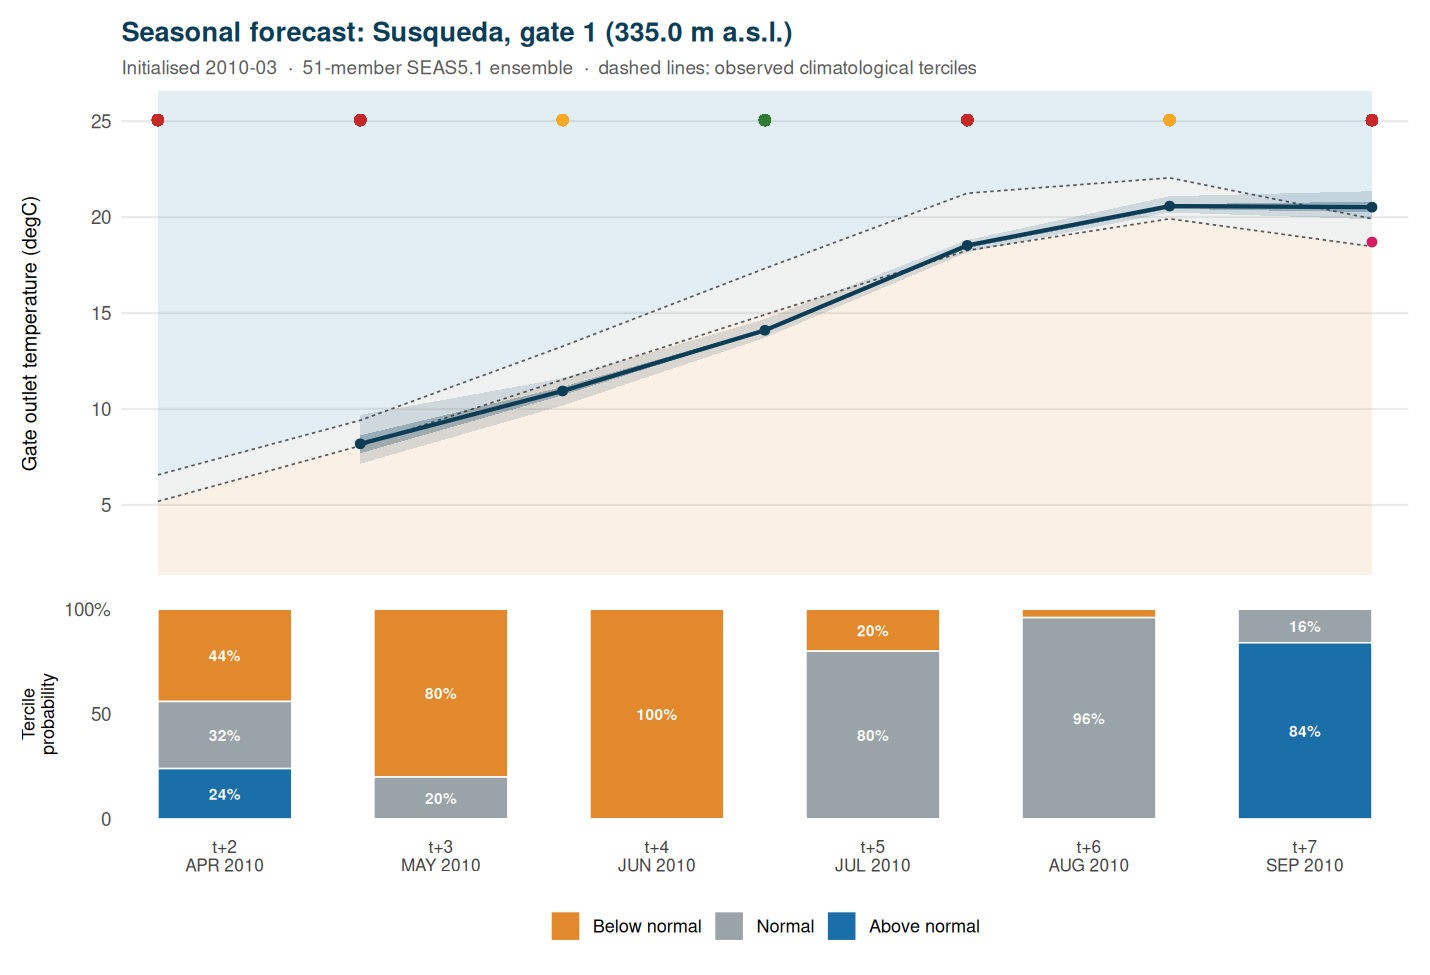 Seasonal forecast: Susqueda, gate 1 (335.0 m a.s.l.)
Initialised 2010-03 · 51-member SEAS5.1 ensemble · dashed lines: observed climatological terciles
Gate outlet temperature (degC)
25
20
15
10
5
Tercile
probability
100%
50
0
44%
32%
24%
80%
20%
100%
20%
80%
96%
16%
84%
t+2
APR 2010
t+3
MAY 2010
t+4
JUN 2010
t+5
JUL 2010
t+6
AUG 2010
t+7
SEP 2010
Below normal
Normal
Above normal